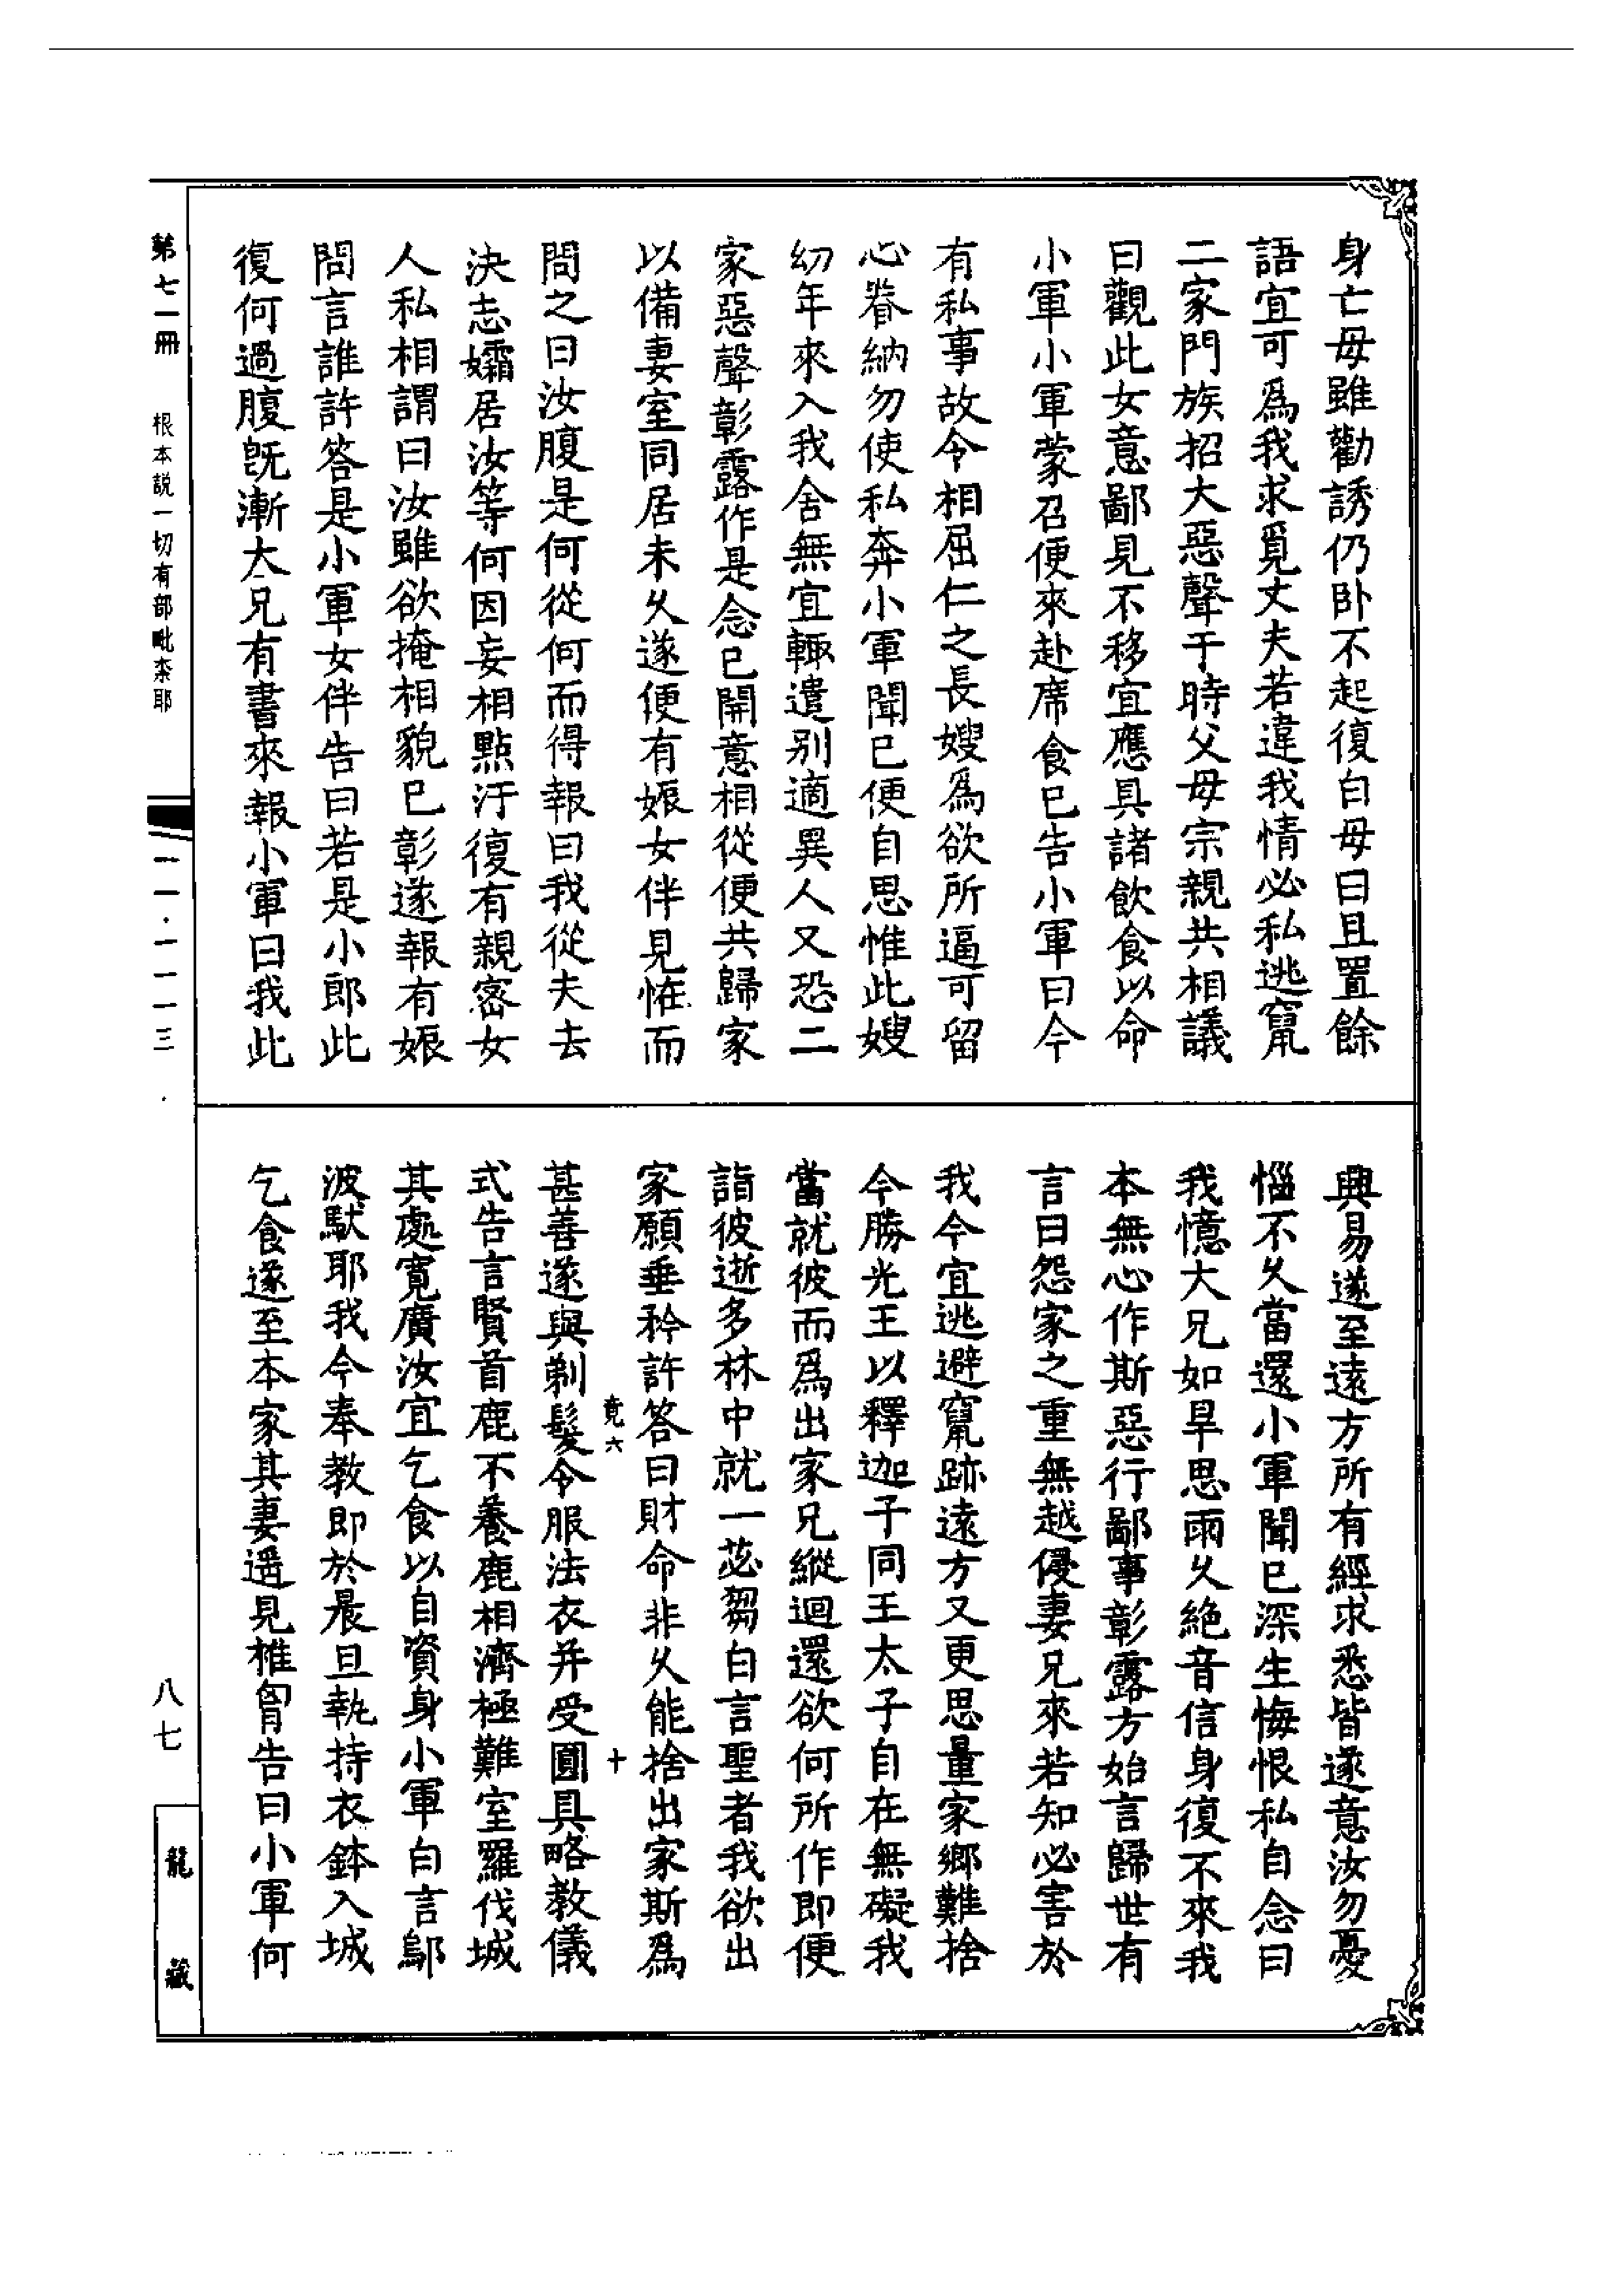 身亡母雖勸誘仍臥不起復白母曰且置餘
語宜可爲我求覓丈夫若違我情必私逃竄
二家門族招大惡聲于時父母宗親共相議
曰觀此女意鄙見不移宜應具諸飲食以命
小軍小軍蒙召便來赴席食已告小軍曰今
有私事故令相屈仁之長嫂爲欲所逼可留
心眷納勿使私奔小軍聞已便自思惟此嫂
幼年來入我舍無宜輙遣別適異人又恐二
家惡聲彰露作是念已開意相從便共歸家
以備妻室同居未久遂便有娠女伴見恠而
問之曰汝腹是何從何而得報曰我從夫去
決志孀居汝等何因妄相點汙復有親密女
人私相謂曰汝雖欲掩相貌已彰遂報有娠
問言誰許答是小軍女伴告曰若是小郎此
復何過腹旣漸大兄有書來報小軍曰我此
興易遂至遠方所有經求悉皆遂意汝勿憂
惱不久當還小軍聞已深生悔恨私自念曰
我憶大兄如旱思雨久絕音信身復不來我
本無心作斯惡行鄙事彰露方始言歸世有
言曰怨家之重無越侵妻兄來若知必害於
我今宜逃避竄跡遠方又更思量家鄉難捨
今勝光王以釋迦子同王太子自在無礙我
當就彼而爲出家兄縱迴還欲何所作即便
詣彼逝多林中就一苾芻白言聖者我欲出
家願垂矜許答曰財命非久能捨出家斯爲
竟六 十
甚善遂與剃髮令服法衣并受圓具略教儀
式告言賢首鹿不養鹿相濟極難室羅伐城
其處寬廣汝宜乞食以自資身小軍白言鄔
波馱耶我今奉教即於晨旦執持衣鉢入城
乞食遂至本家其妻遥見椎胷告曰小軍何
第七一冊 根本説一切有部毗柰耶 一一·一一一三
八七
龍藏